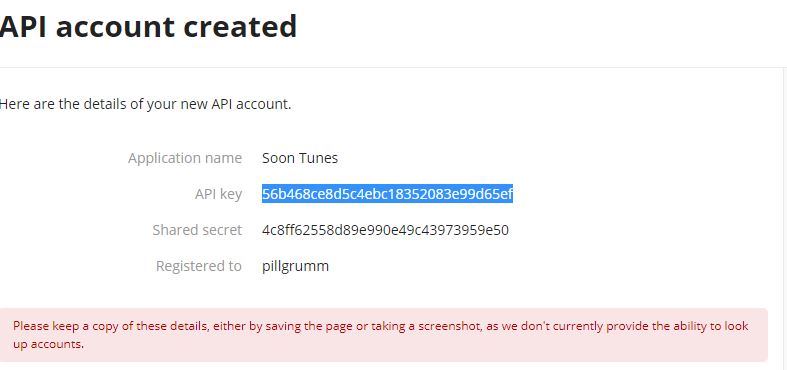 API account created
Here are the details of your new API account.
Application name Soon Tunes
API key 56b468ce8d5c4ebc18352083e99d65ef
Shared secret 4c8ff62558d89e990e49c43973959e50
Registered to pillgrumm
Please keep a copy of these details, either by saving the page or taking a screenshot, as we don't currently provide the ability to look
up accounts.